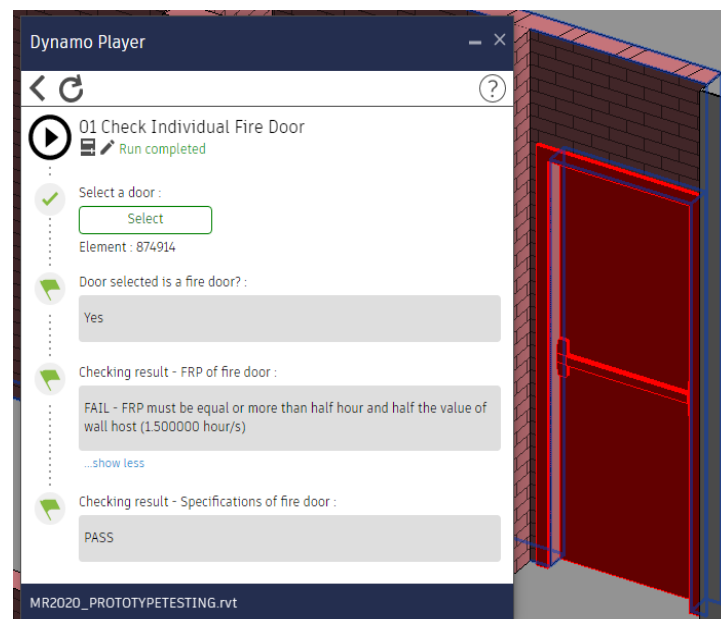 Dynamo Player
01 Check Individual Fire Door
Run completed
Select a door :
Select
Element : 874914
Door selected is a fire door? :
Yes
Checking result - FRP of fire door :
FAIL - FRP must be equal or more than half hour and half the value of
wall host (1.500000 hour/s)
...show less
Checking result - Specifications of fire door :
PASS
MR2020_PROTOTYPETESTING.rvt